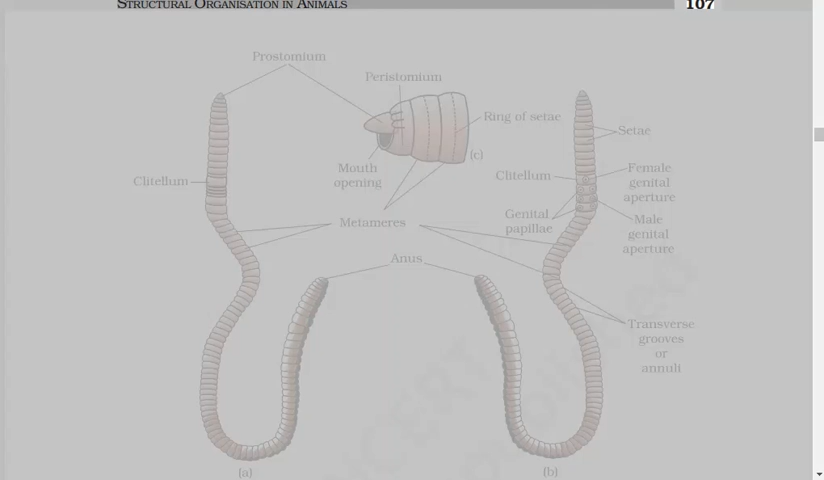 STRUCTURAL ORGANISATION IN ANIMALS
107
Prostomium
Peristomium
Ring of setae
Setae
(c)
Mouth
opening
Clitellum
Clitellum
Female
genital
aperture
Genital
papillae
Male
genital
aperture
Metameres
Anus
Transverse
grooves
or
annuli
(a)
(b)